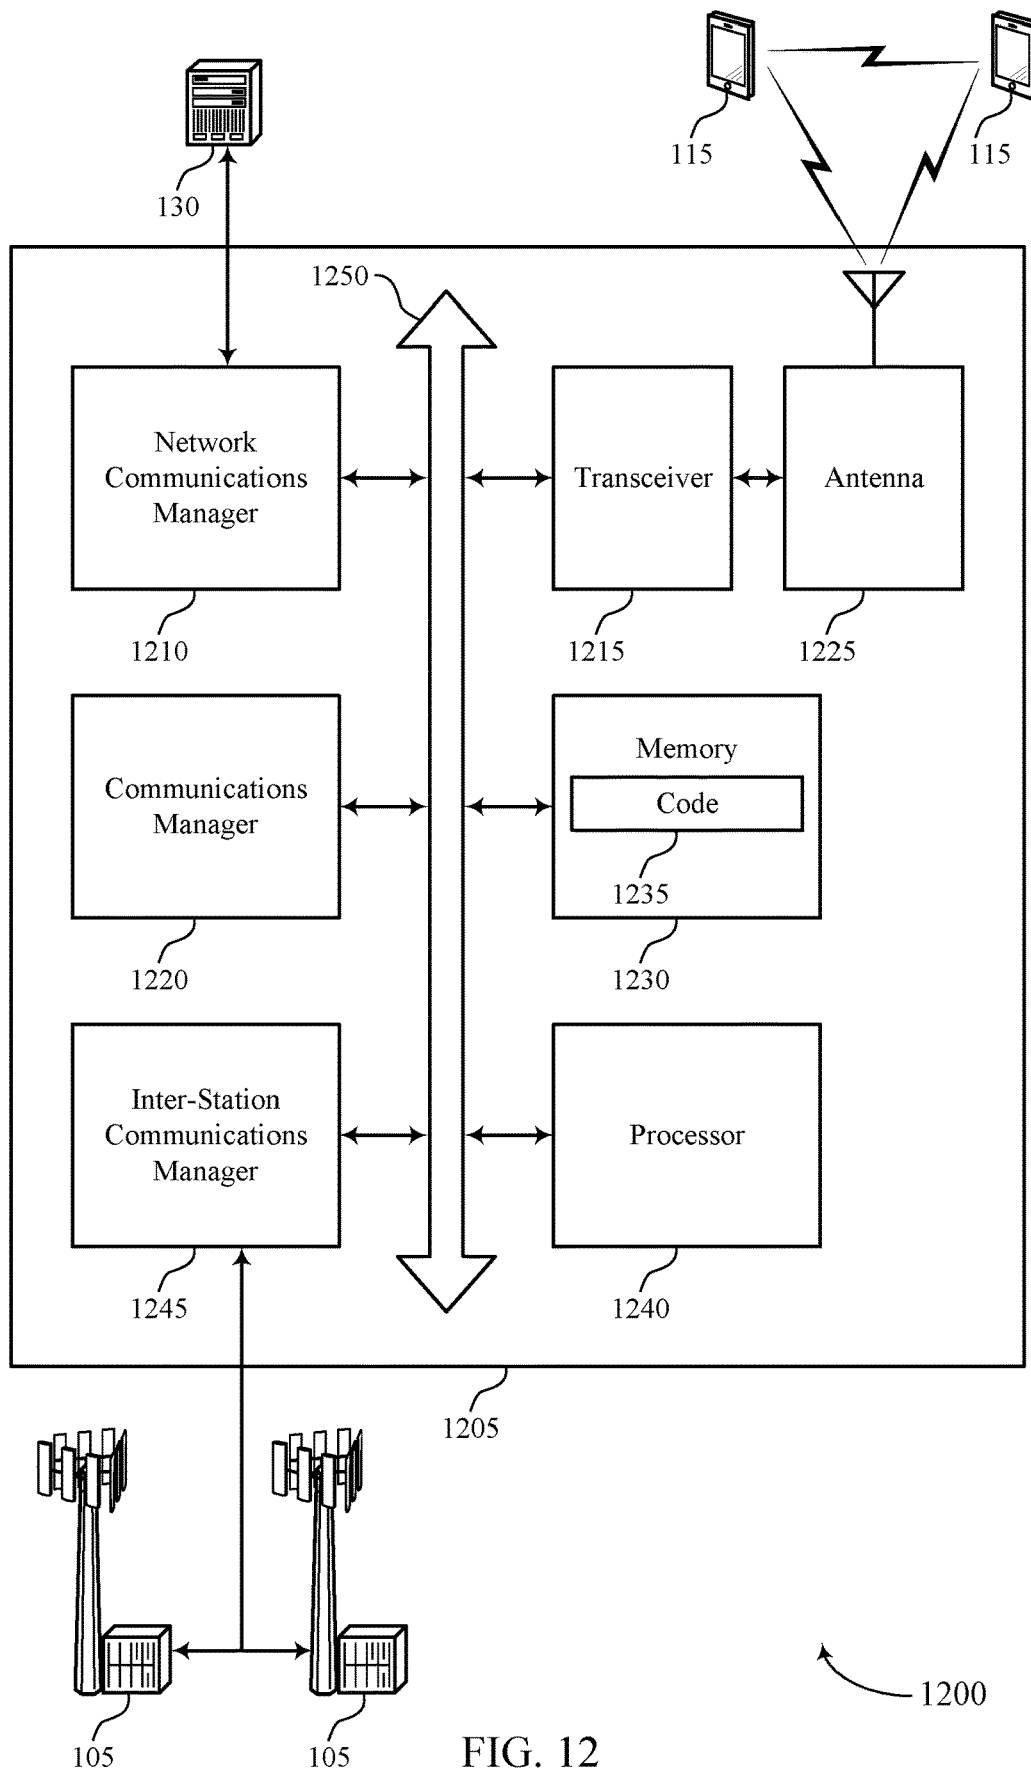 115
115
130
1250
Network
Communications
Manager
Transceiver
Antenna
1210
1215
1225
Communications
Manager
Memory
Code
1235
1220
1230
Inter-Station
Communications
Manager
Processor
1245
1240
1205
1200
105
105
FIG. 12